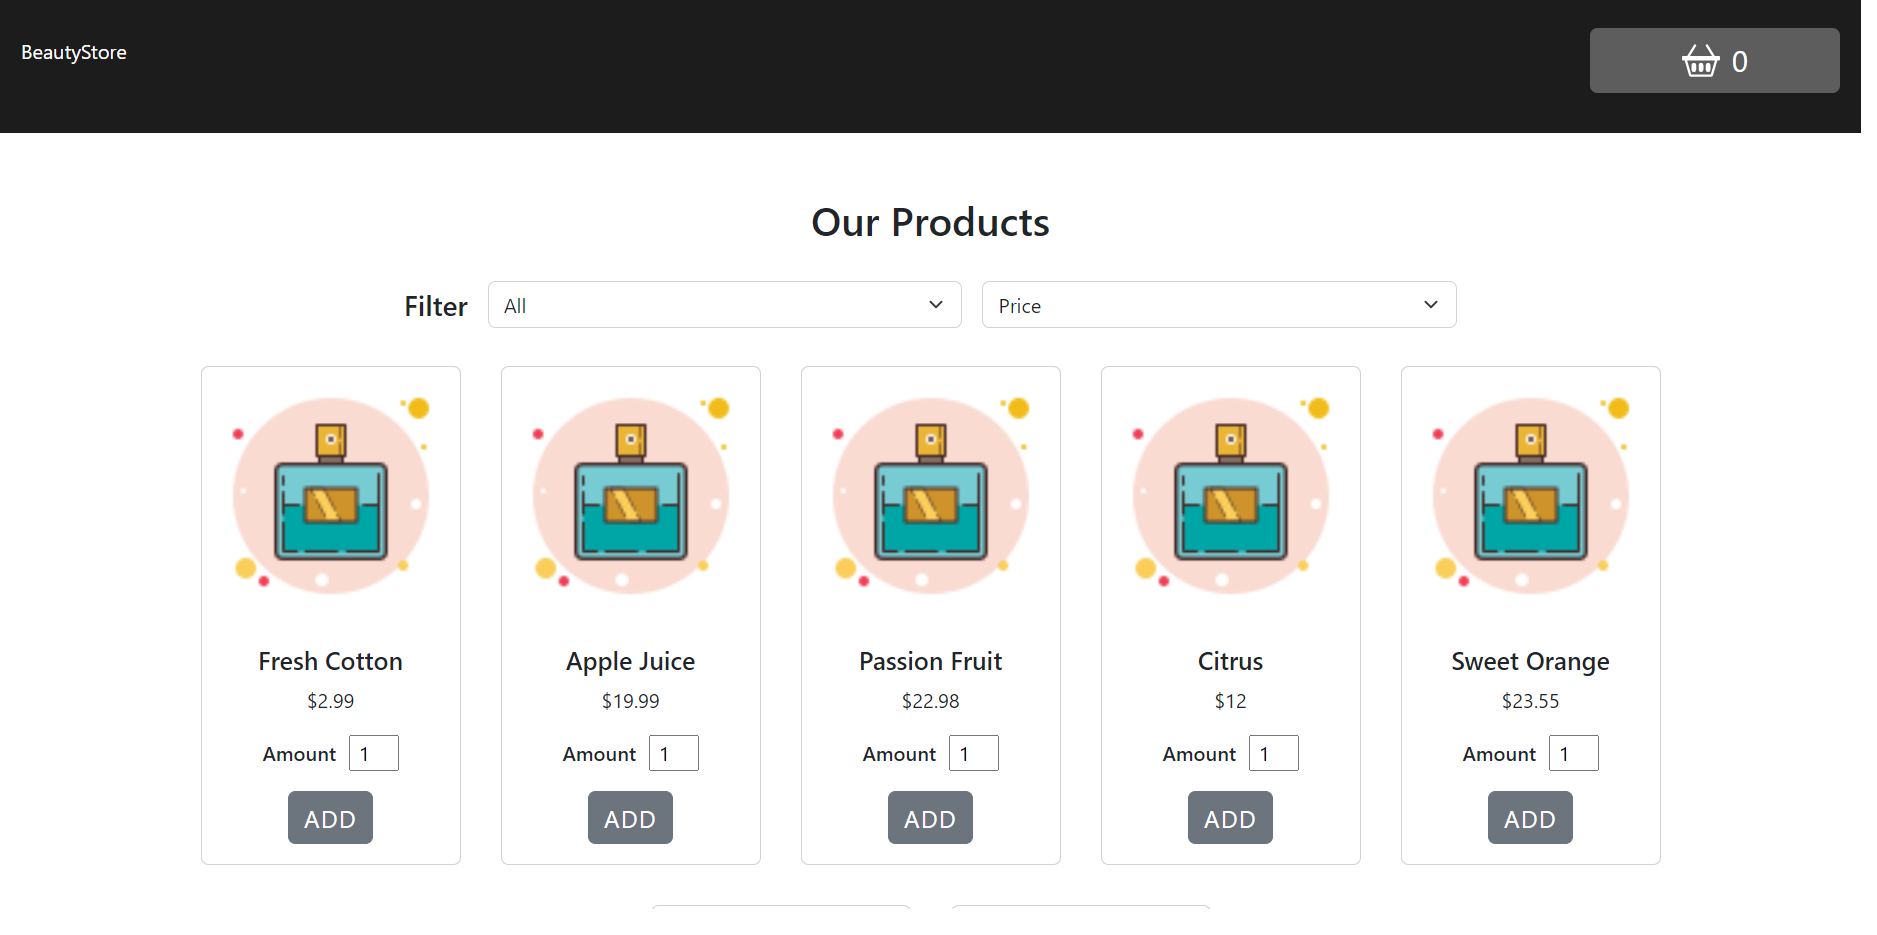 BeautyStore
0
Our Products
Filter All Price
Fresh Cotton Apple Juice Passion Fruit Citrus Sweet Orange
$2.99 $19.99 $22.98 $12 $23.55
Amount 1 Amount 1 Amount 1 Amount 1 Amount 1
ADD ADD ADD ADD ADD